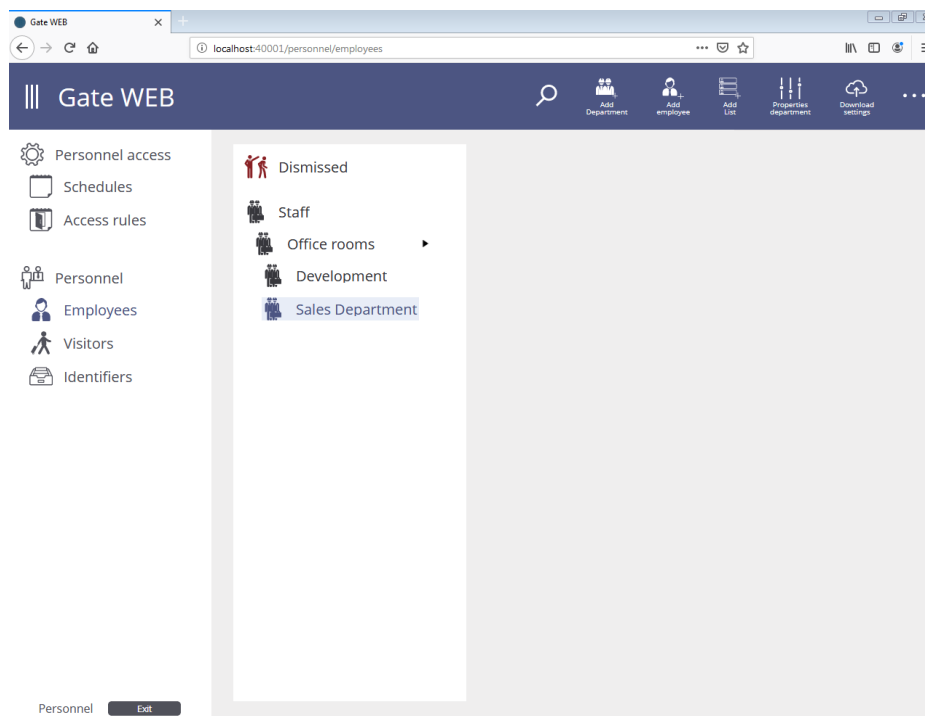 Gate WEB
localhost:40001/personnel/employees
Gate WEB
Add
Department
Add
employee
Add
List
Properties
department
Download
settings
Personnel access
Schedules
Access rules
Personnel
Employees
Visitors
Identifiers
Dismissed
Staff
Office rooms
Development
Sales Department
Personnel
Exit